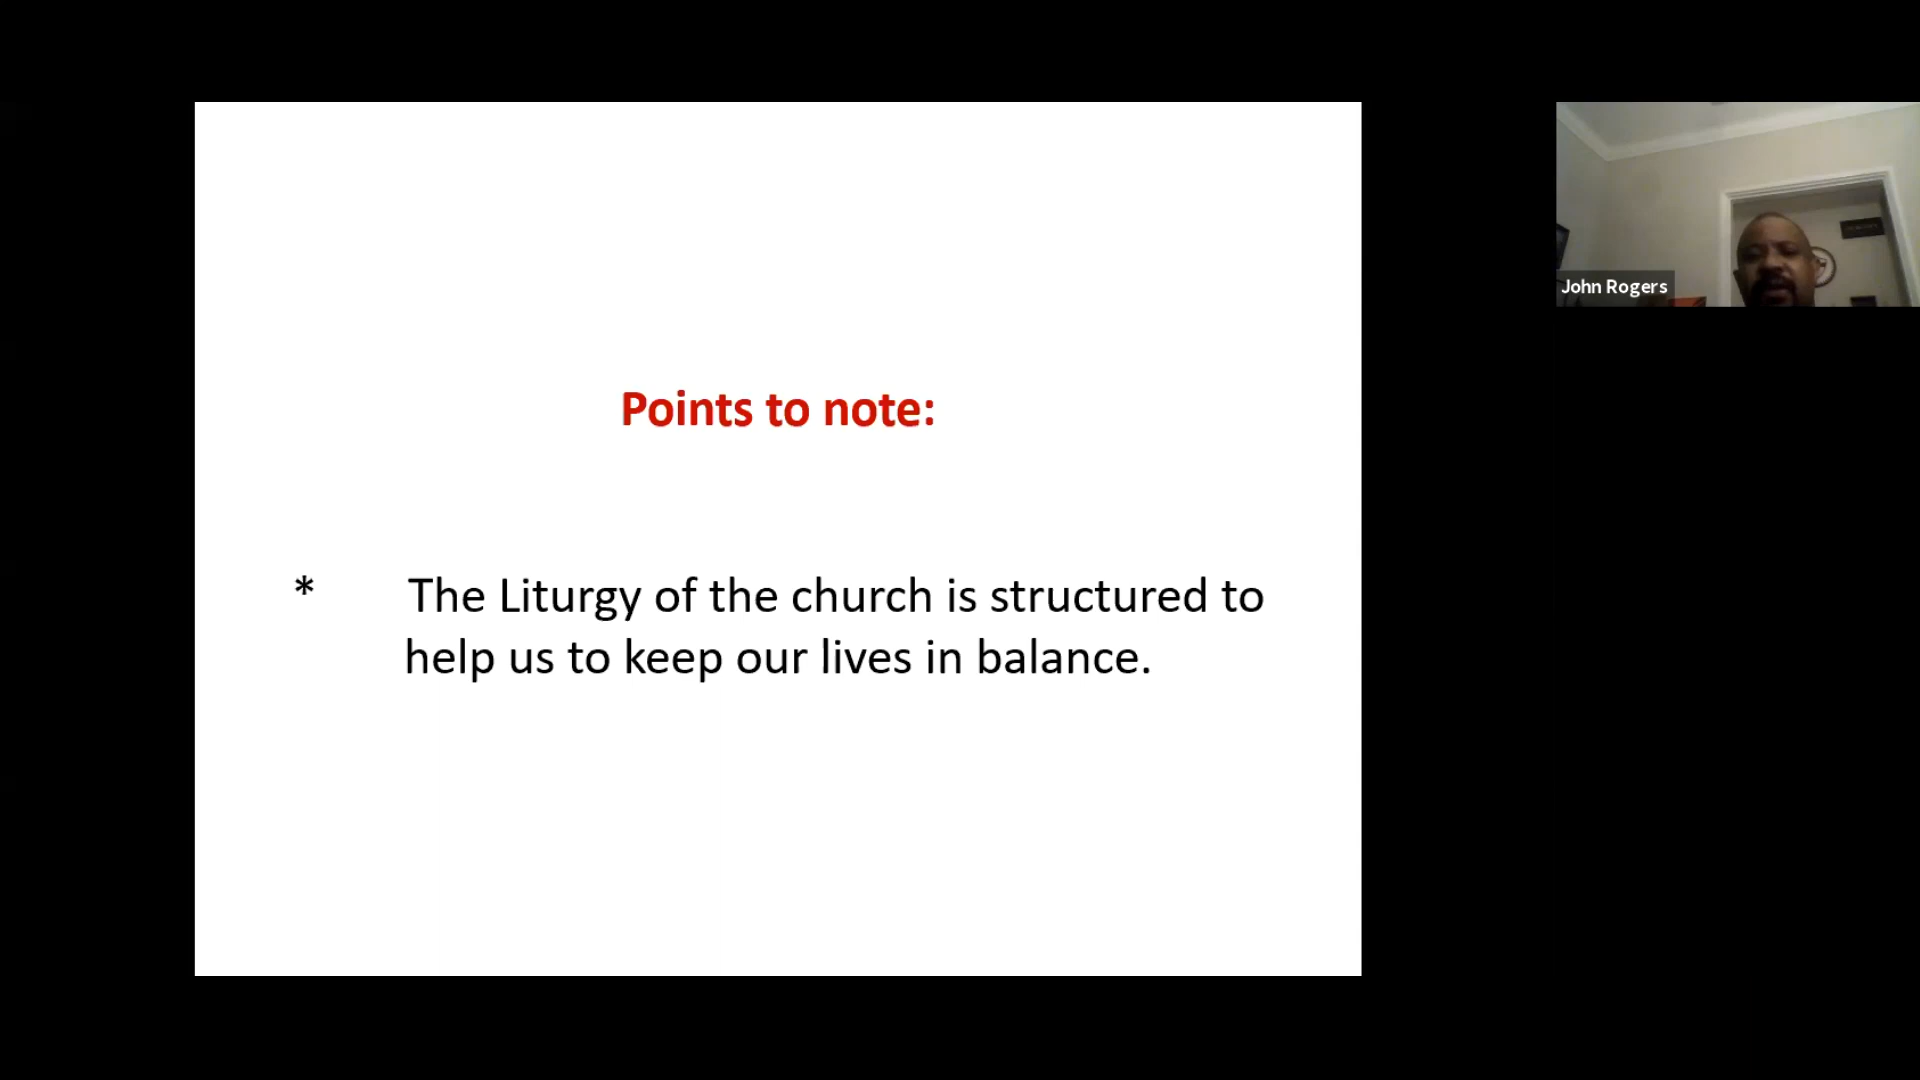 Points to note:
* The Liturgy of the church is structured to
help us to keep our lives in balance.
John Rogers